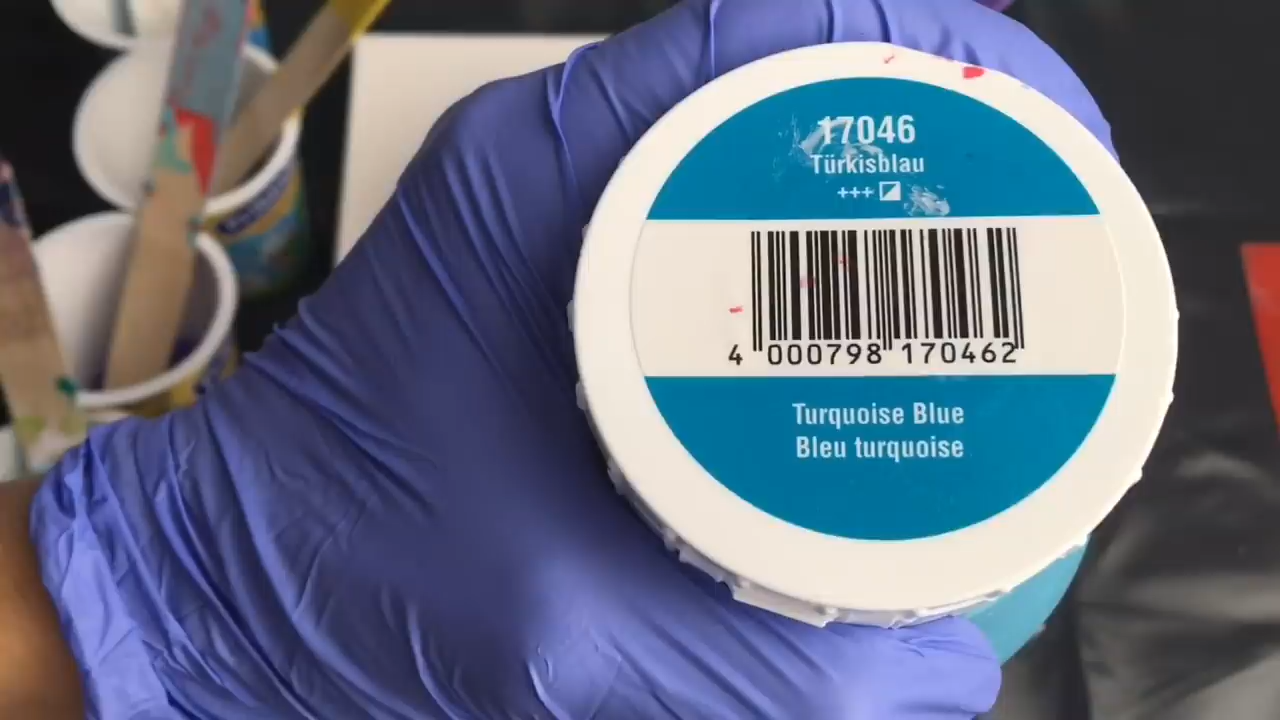 17046
Türkisblau
+++
4 000798 170462
Turquoise Blue
Bleu turquoise